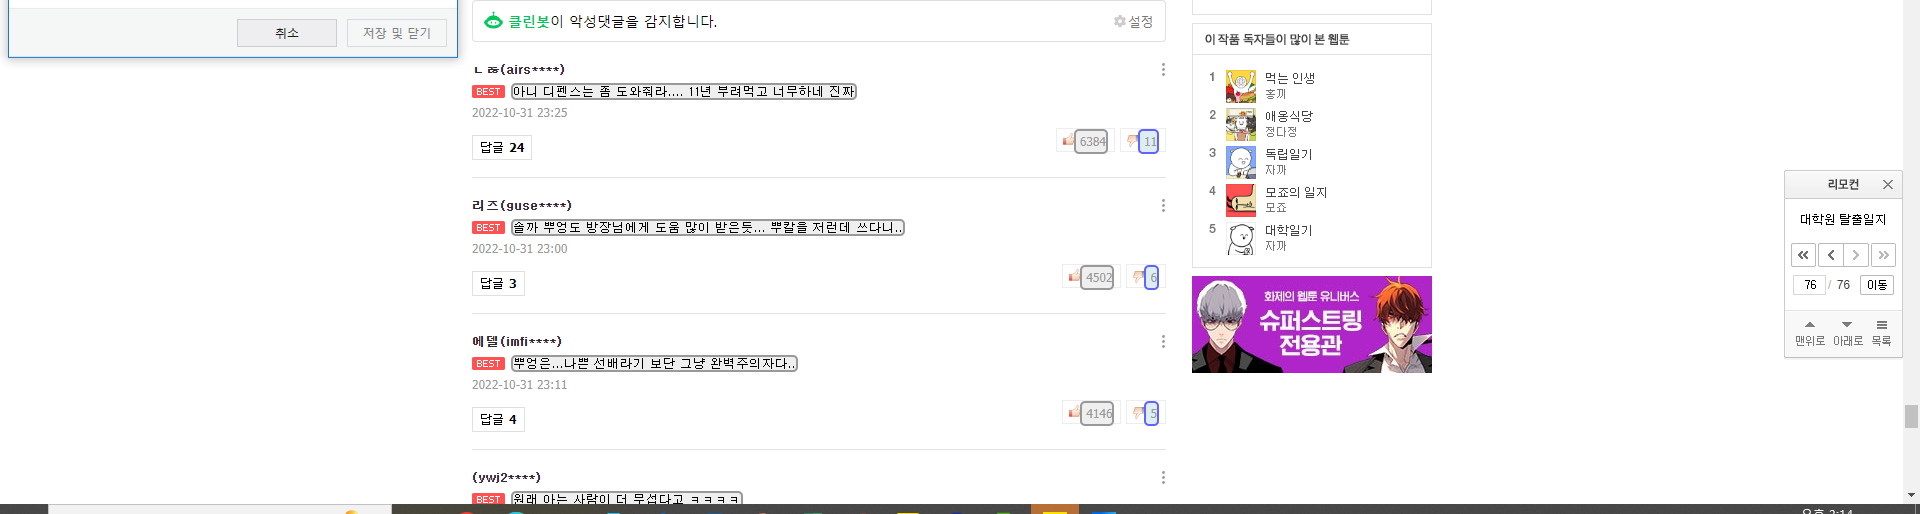 취소
저장 및 닫기
클린봇이 악성댓글을 감지합니다.
설정
ㄴㅎ(airs****)
BEST 아니 디펜스는 좀 도와줘라.... 11년 부려먹고 너무하네 진짜
2022-10-31 23:25
답글 24
6384
11
리즈(guse****)
BEST 솔까 뿌엉도 방장님에게 도움 많이 받은듯... 뿌칼을 저런데 쓰다니..
2022-10-31 23:00
답글 3
4502
6
에델(imfi****)
BEST 뿌엉은...나쁜 선배라기 보단 그냥 완벽주의자다..
2022-10-31 23:11
답글 4
4146
5
(ywj2****)
BEST 원래 아는 사람이 더 무섭다고 ㅋㅋㅋㅋ
이 작품 독자들이 많이 본 웹툰
1 먹는 인생
홍끼
2 애옹식당
정다정
3 독립일기
자까
4 모죠의 일지
모죠
5 대학일기
자까
화제의 웹툰 유니버스
슈퍼스트링
전용관
리모컨
대학원 탈출일지
76 / 76 이동
맨위로 아래로 목록